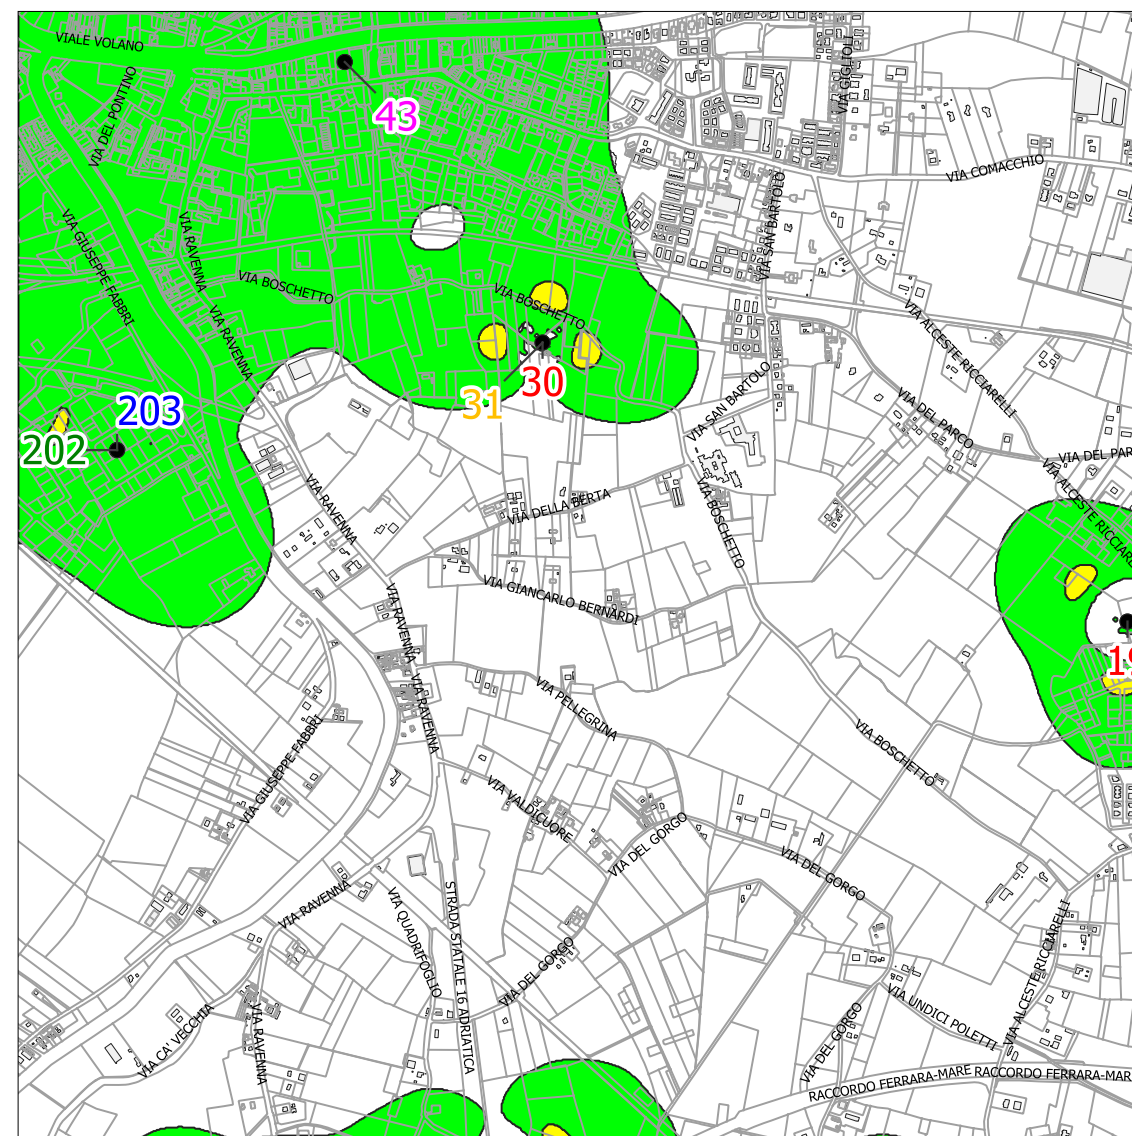 VIALE VOLANO
VIA DEL PONTINO
43
VIA GIGLIOLI
VIA COMACCHIO
VIA SAN BARTOLO
VIA GIUSEPPE FABBRI
VIA RAVENNA
VIA BOSCHETTO
VIA BOSCHETTO
VIA RAVENNA
VIA ALCESTE RICCIARELLI
30
31
203
202
VIA SAN BARTOLO
VIA DEL PARCO
VIA DEL PAR
VIA ALCESTE RICCIARE
VIA RAVENNA
VIA DELLA BERTA
VIA BOSCHETTO
VIA GIANCARLO BERNARDI
VIA RAVENNA
19
VIA RAVENNA
VIA PELLEGRINA
VIA GIUSEPPE FABBRI
VIA BOSCHETTO
VIA VALDICUORE
VIA DEL GORGO
VIA DEL GORGO
VIA RAVENNA
VIA QUADRIFOGLIO
STRADA STATALE 16 ADRIATICA
VIA DEL GORGO
VIA ALCESTE RICCIARELLI
VIA CA' VECCHIA
VIA RAVENNA
VIA DEL GORGO
VIA UNDICI POLETTI
RACCORDO FERRARA-MARE
RACCORDO FERRARA-MAR